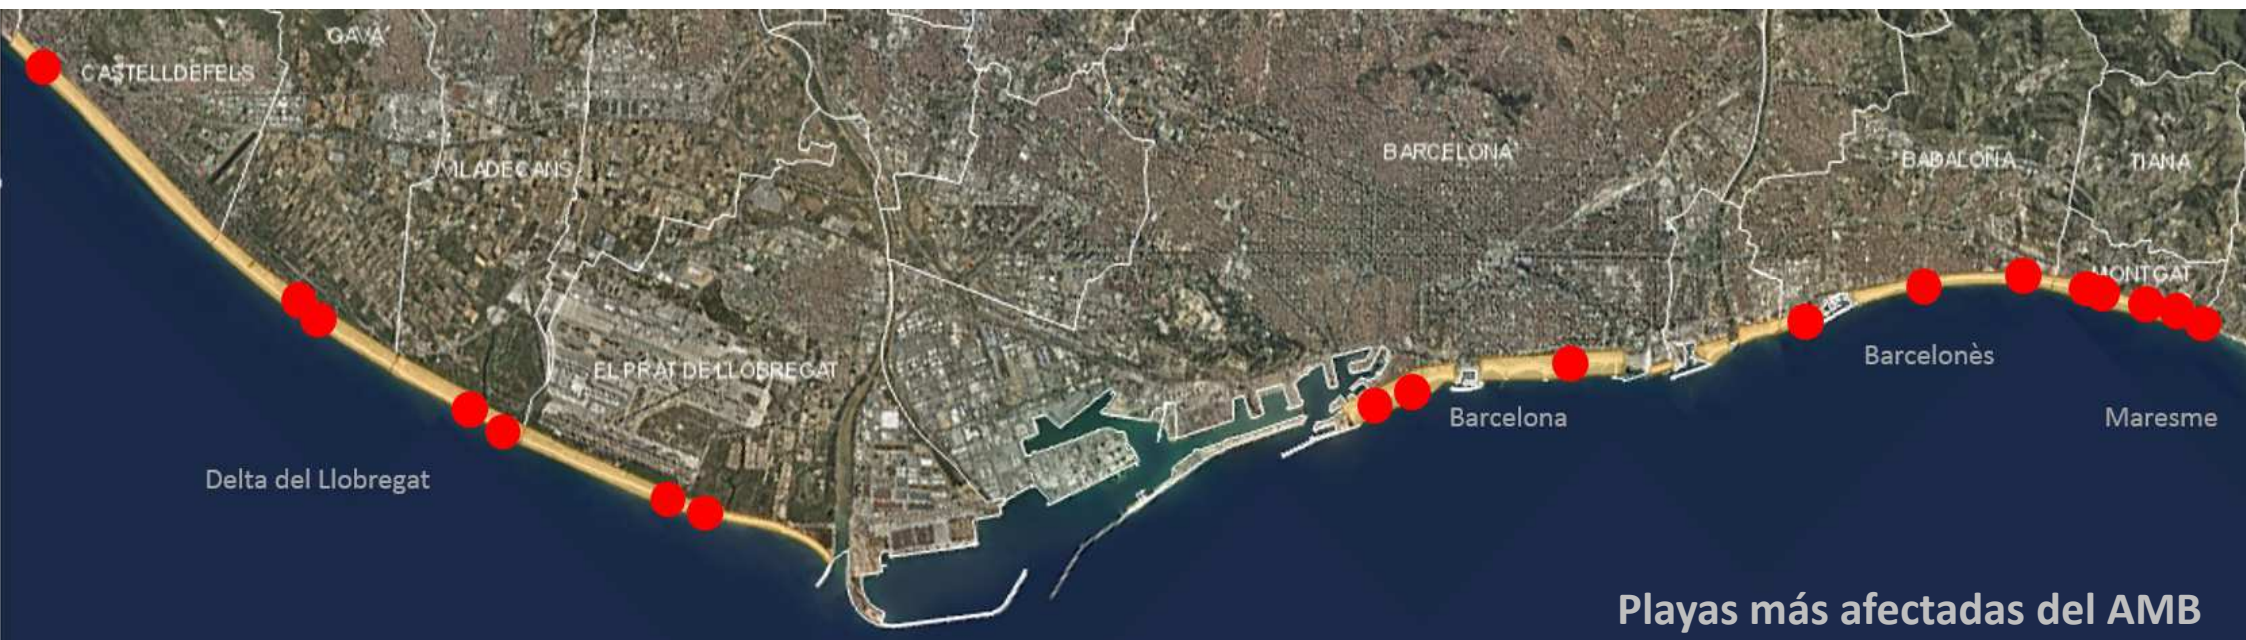 GAVÀ
CASTELLDEFELS
VILADECANS
BARCELONA
BADALONA
TIANA
MONTGAT
EL PRAT DE LLOBREGAT
Barcelonès
Barcelona
Maresme
Delta del Llobregat
Playas más afectadas del AMB